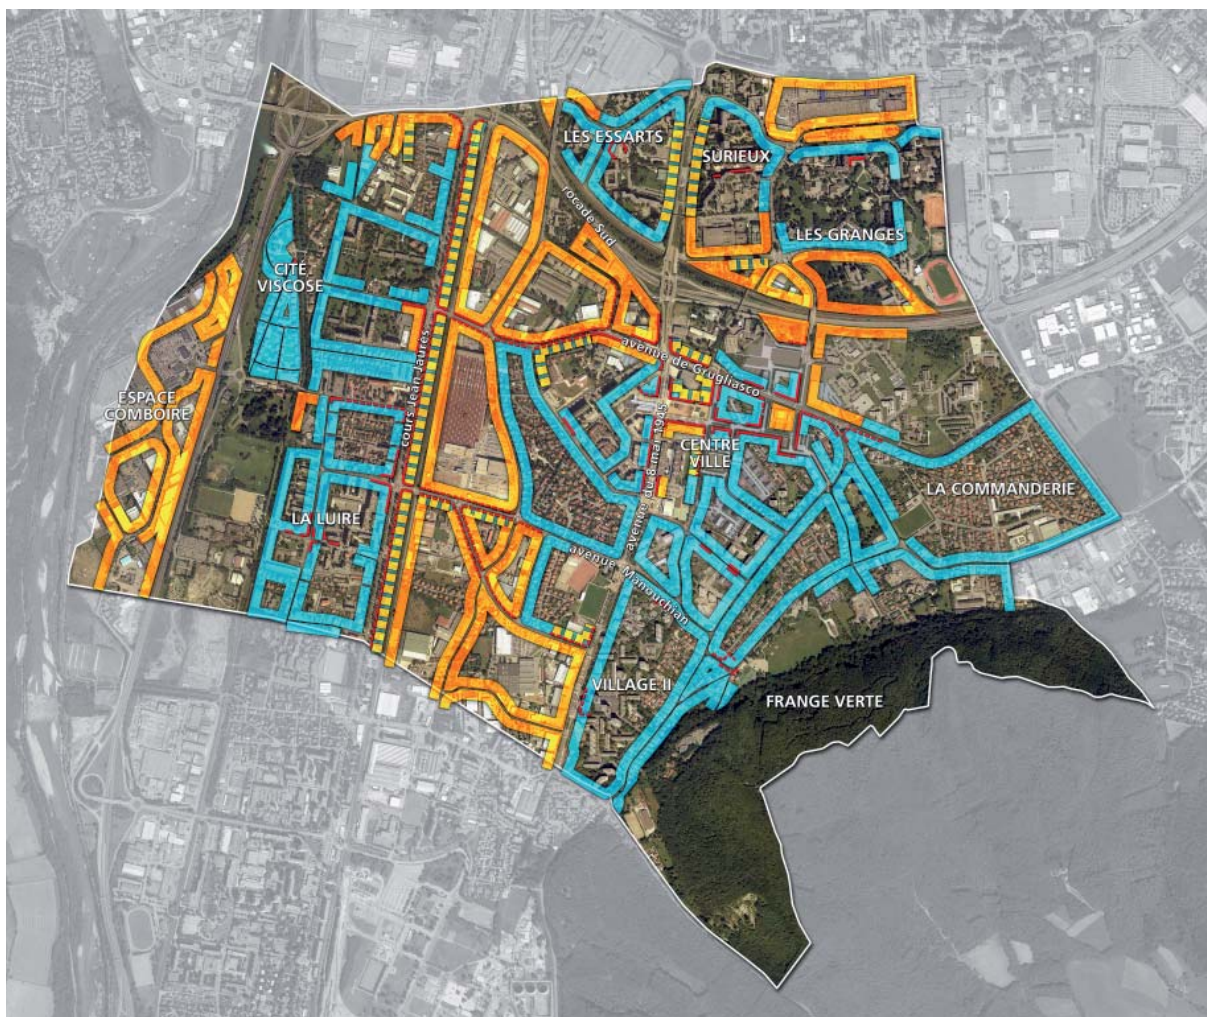 LES ESSARTS
SURIEUX
rocade Sud
LES GRANGES
CITÉ
VISCOSE
avenue de Grugliasco
cours Jean Jaurès
ESPACE
COMBOIRE
avenue du 8 mai 1945
CENTRE
VILLE
LA COMMANDERIE
LA LUIRE
avenue Manouchian
VILLAGE II
FRANGE VERTE